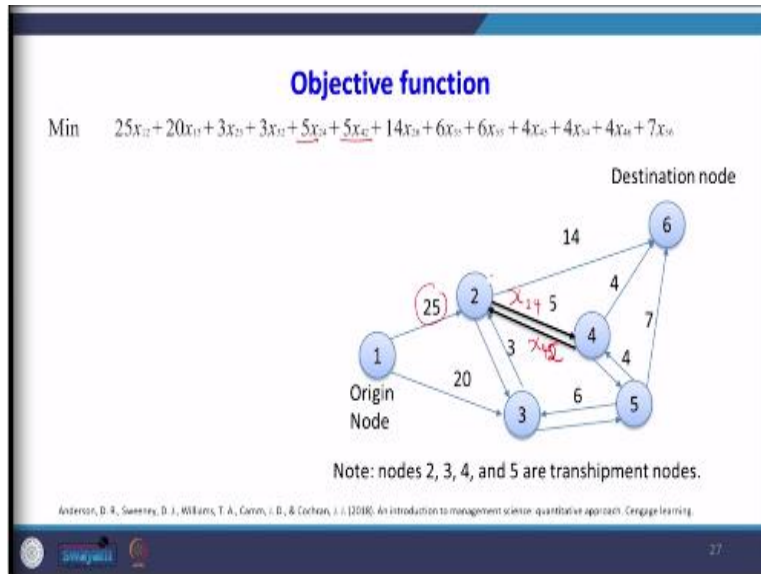 Objective function
Min 25x₁₂ + 20x₁₃ + 3x₂₃ + 3x₃₂ + 5x₂₄ + 5x₄₂ + 14x₂₆ + 6x₃₅ + 6x₅₃ + 4x₄₅ + 4x₅₄ + 4x₄₆ + 7x₅₆
Destination node
6
14
2
25
x₂₄
5
4
4
7
x₄₂
3
1
4
20
6
5
3
Origin
Node
Note: nodes 2, 3, 4, and 5 are transhipment nodes.
Anderson, D. R., Sweeney, D. J., Williams, T. A., Camm, J. D., & Cochran, J. J. (2018). An introduction to management science: quantitative approach. Cengage learning.
swayam
27